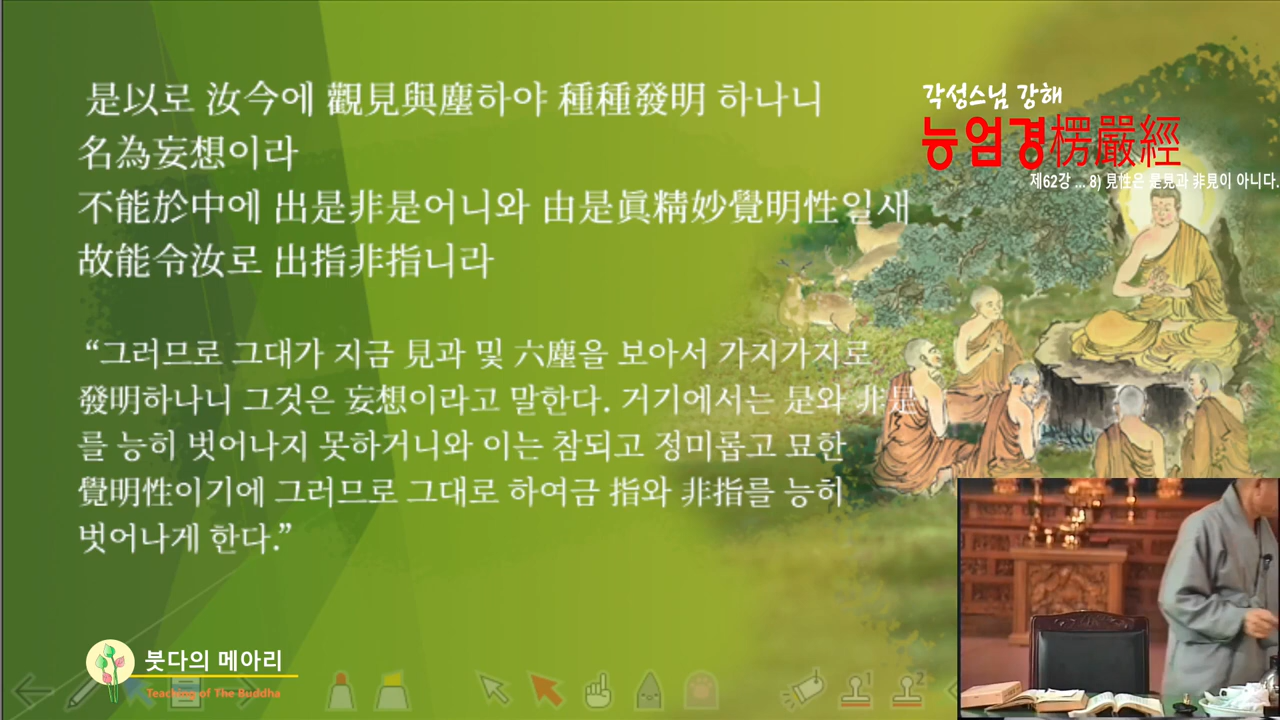 是以로 汝今에 觀見與塵하야 種種發明 하나니
名為妄想이라
不能於中에 出是非是어니와 由是眞精妙覺明性일새
故能令汝로 出指非指니라
“그러므로 그대가 지금 見과 및 六塵을 보아서 가지가지로
發明하나니 그것은 妄想이라고 말한다. 거기에서는 是와 非是
를 능히 벗어나지 못하거니와 이는 참되고 정미롭고 묘한
覺明性이기에 그러므로 그대로 하여금 指와 非指를 능히
벗어나게 한다.”
각성스님 강해
능엄경楞嚴經
제62강 ... 8) 見性은 是見과 非見이 아니다.
붓다의 메아리
Teaching of The Buddha
1
2